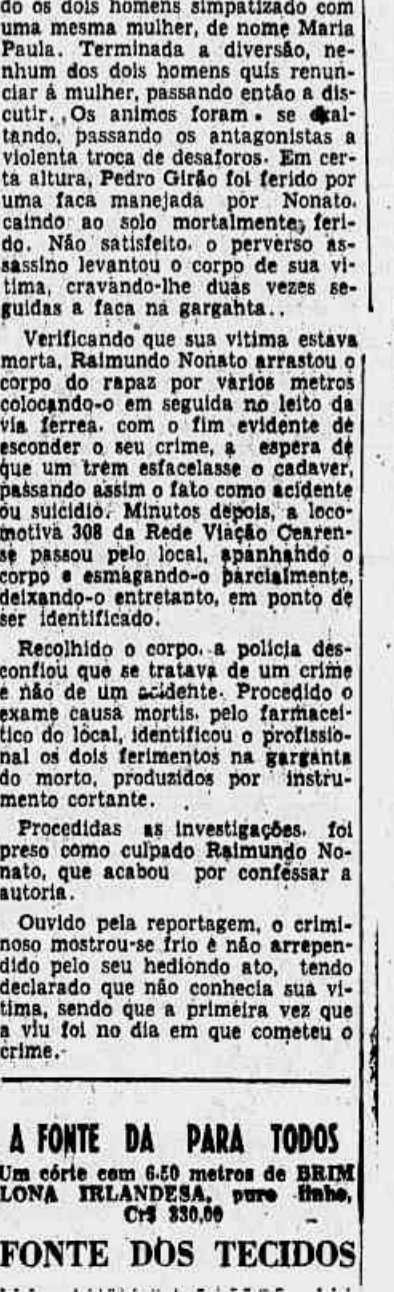 do os dois homens simpatizado com
uma mesma mulher, de nome Maria
Paula. Terminada a diversão, ne-
nhum dos dois homens quis renun-
ciar á mulher, passando então a dis-
cutir. Os animos foram se exal-
tando, passando os antagonistas a
violenta troca de desaforos. Em cer-
ta altura, Pedro Girão foi ferido por
uma faca manejada por Nonato.
caindo ao solo mortalmente feri-
do. Não satisfeito. o perverso as-
sassino levantou o corpo de sua vi-
tima, cravando-lhe duas vezes se-
guidas a faca na gargahta..
Verificando que sua vitima estava
morta, Raimundo Nonato arrastou o
corpo do rapaz por varios metros
colocando-o em seguida no leito da
via ferrea. com o fim evidente de
esconder o seu crime, a espera de
que um trem esfacelasse o cadaver,
passando assim o fato como acidente
ou suicidio. Minutos depois, a loco-
motiva 308 da Rede Viação Cearen-
se passou pelo local, apanhando o
corpo e esmagando-o parcialmente,
deixando-o entretanto, em ponto de
ser identificado.
Recolhido o corpo. a policia des-
confiou que se tratava de um crime
e não de um acidente. Procedido o
exame causa mortis. pelo farmacei-
tico do local, identificou o profissio-
nal os dois ferimentos na garganta
do morto, produzidos por instru-
mento cortante.
Procedidas as investigações. foi
preso como culpado Raimundo No-
nato, que acabou por confessar a
autoria.
Ouvido pela reportagem, o crimi-
noso mostrou-se frio e não arrepen-
dido pelo seu hediondo ato, tendo
declarado que não conhecia sua vi-
tima, sendo que a primeira vez que
a viu foi no dia em que cometeu o
crime.
A FONTE DA PARA TODOS
Um córte com 6.50 metros de BRIM
LONA IRLANDESA, puro linho,
Cr$ 330,00
FONTE DOS TECIDOS